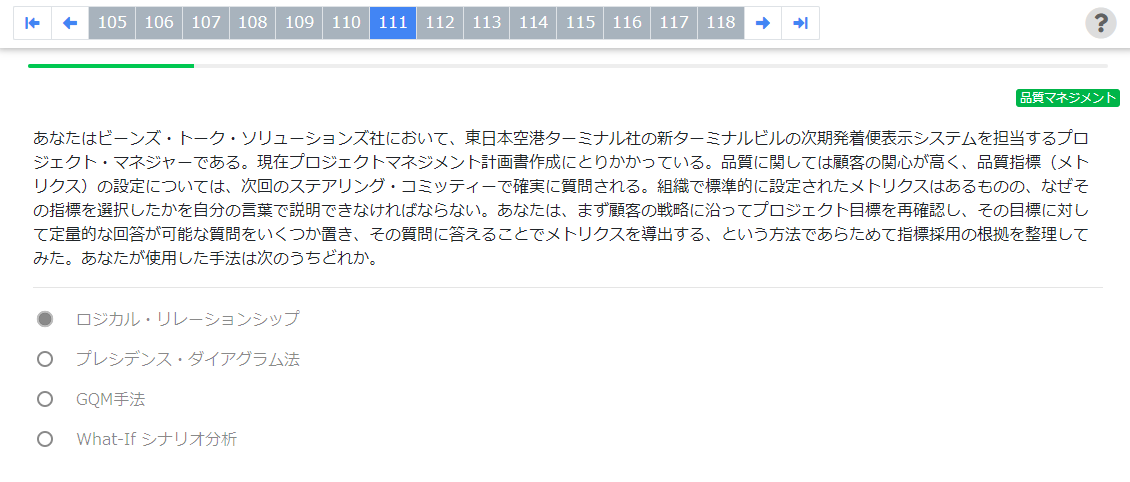 105 106 107 108 109 110 111 112 113 114 115 116 117 118 ?
品質マネジメント
あなたはビーンズ・トーク・ソリューションズ社において、東日本空港ターミナル社の新ターミナルビルの次期発着便表示システムを担当するプロ
ジェクト・マネジャーである。現在プロジェクトマネジメント計画書作成にとりかかっている。品質に関しては顧客の関心が高く、品質指標（メト
リクス）の設定については、次回のステアリング・コミッティーで確実に質問される。組織で標準的に設定されたメトリクスはあるものの、なぜそ
の指標を選択したかを自分の言葉で説明できなければならない。あなたは、まず顧客の戦略に沿ってプロジェクト目標を再確認し、その目標に対し
て定量的な回答が可能な質問をいくつか置き、その質問に答えることでメトリクスを導出する、という方法であらためて指標採用の根拠を整理して
みた。あなたが使用した手法は次のうちどれか。
ロジカル・リレーションシップ
プレシデンス・ダイアグラム法
GQM手法
What-If シナリオ分析